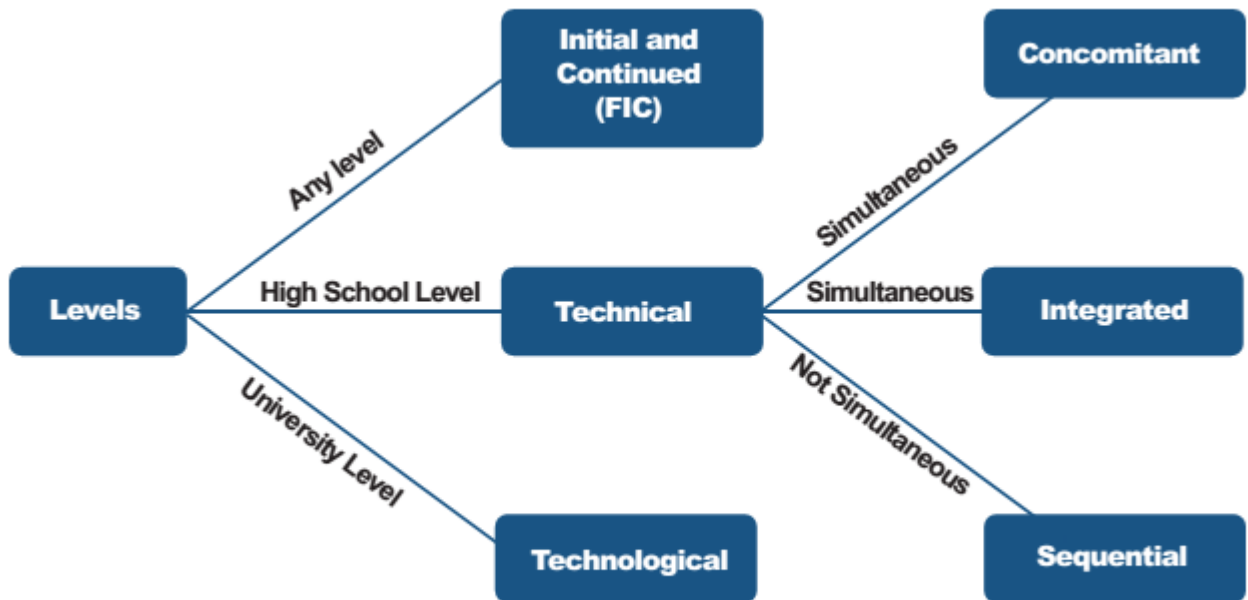 Initial and
Continued
(FIC)
Concomitant
Any level
Simultaneous
Levels
High School Level
Technical
Simultaneous
Integrated
University Level
Not Simultaneous
Technological
Sequential